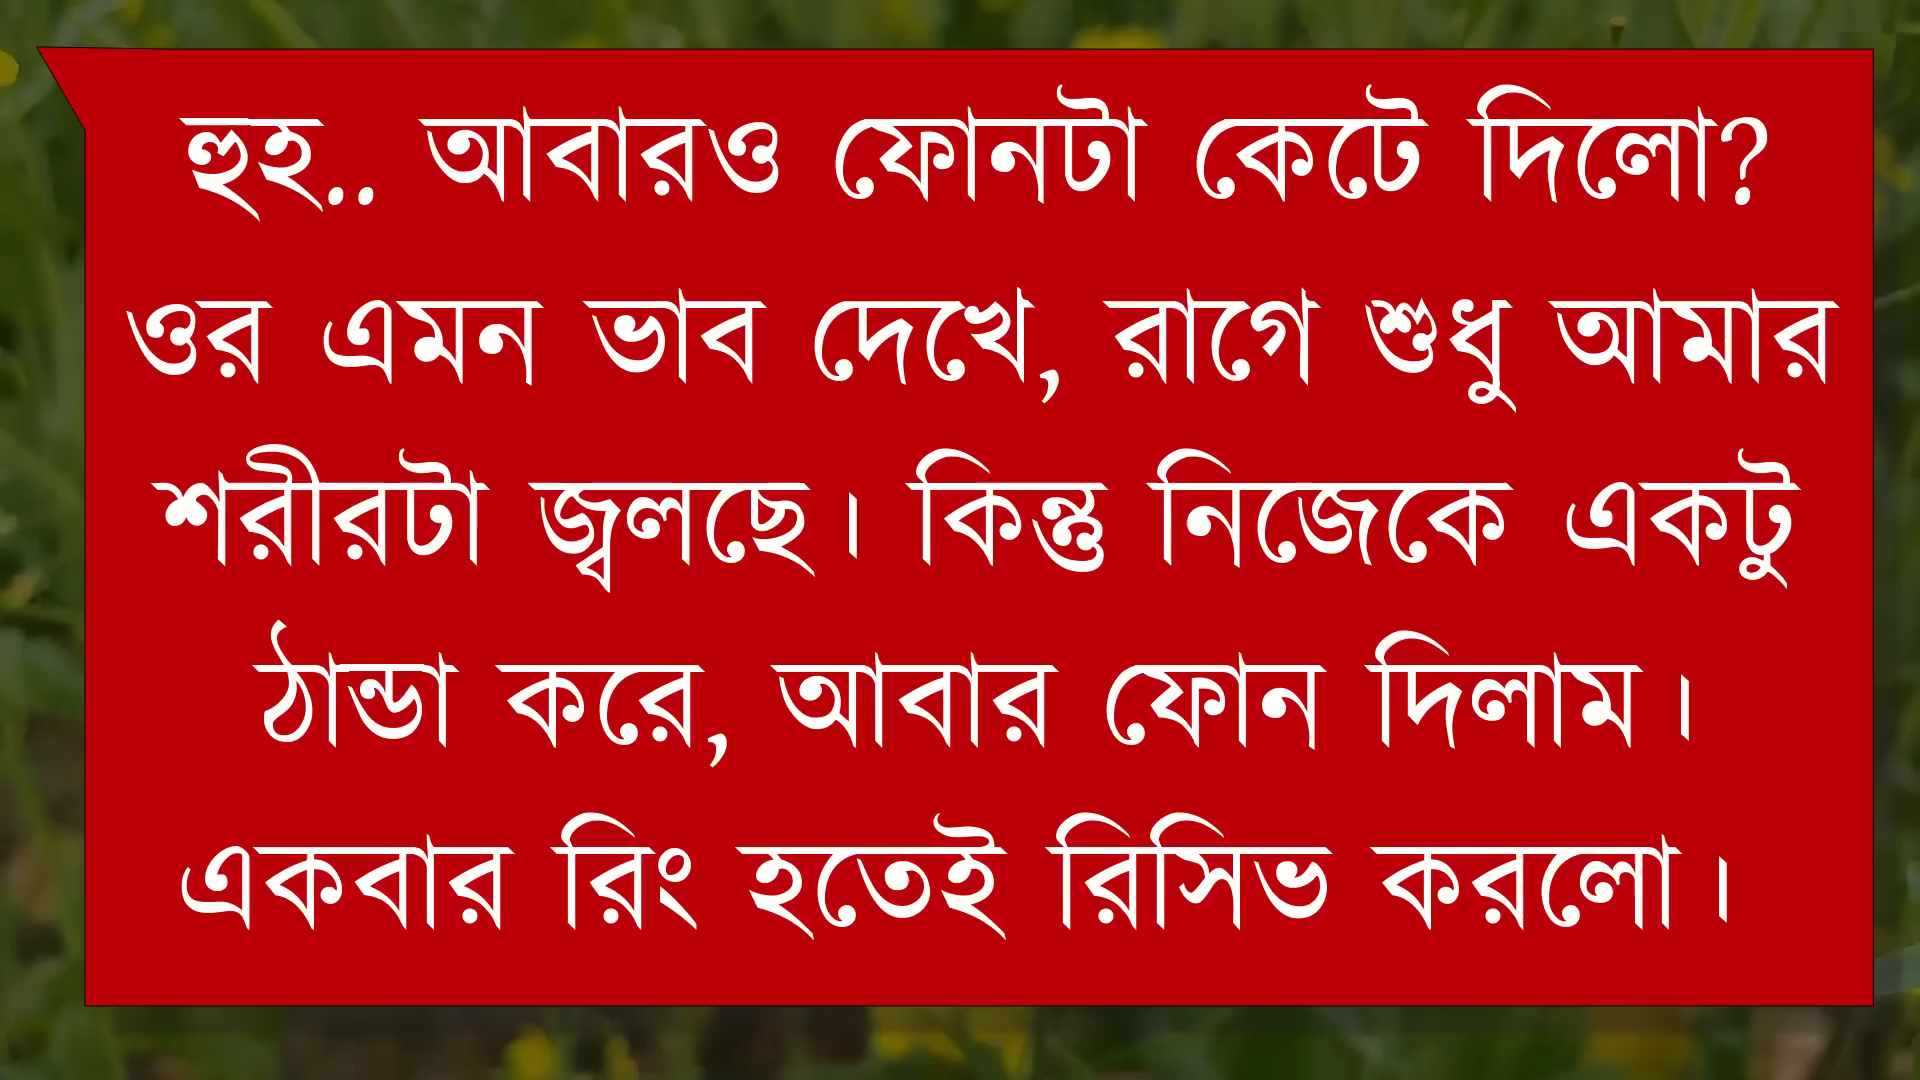 হুহ.. আবারও ফোনটা কেটে দিলো?
ওর এমন ভাব দেখে, রাগে শুধু আমার
শরীরটা জ্বলছে। কিন্তু নিজেকে একটু
ঠান্ডা করে, আবার ফোন দিলাম।
একবার রিং হতেই রিসিভ করলো।